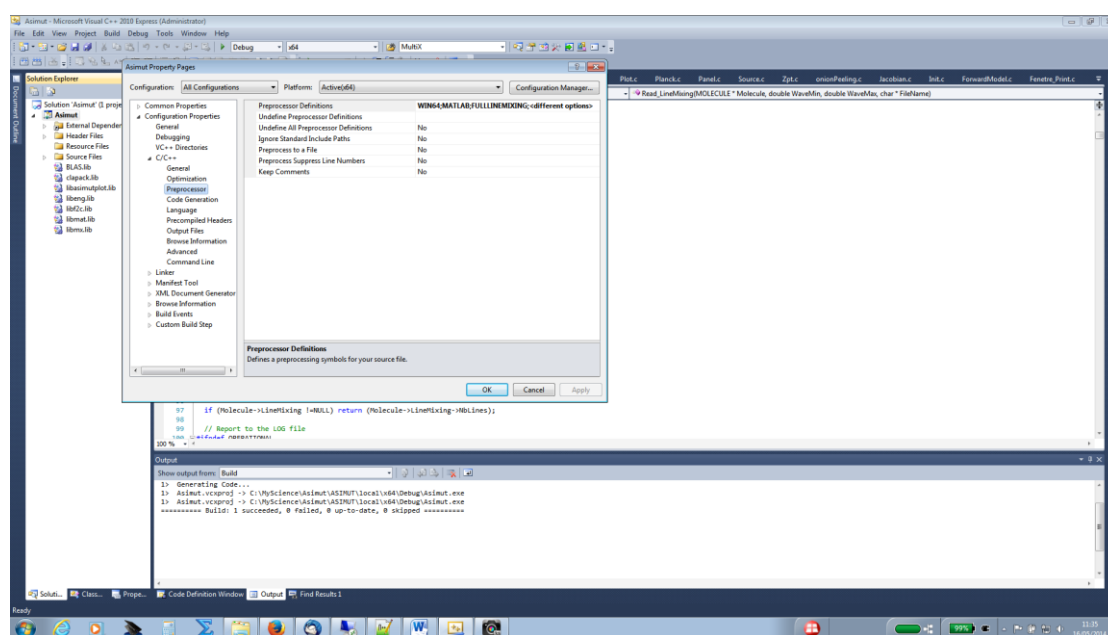 Asimut - Microsoft Visual C++ 2010 Express (Administrator)
File Edit View Project Build Debug Tools Window Help
Debug x64 MultiX
Asimut Property Pages
Solution Explorer
Document Outline
Plot.c Planck.c Panel.c Source.c Zpt.c onionPeeling.c Jacobian.c Init.c ForwardModel.c Fenetre_Print.c
Read_LineMixing(MOLECULE * Molecule, double WaveMin, double WaveMax, char * FileName)
Configuration: All Configurations Platform: Active(x64) Configuration Manager...
Solution 'Asimut' (1 proje
Asimut
External Depender
Header Files
Resource Files
Source Files
BLAS.lib
clapack.lib
libasimutplot.lib
libeng.lib
libf2c.lib
libmat.lib
libmx.lib
Common Properties
Configuration Properties
General
Debugging
VC++ Directories
C/C++
General
Optimization
Preprocessor
Code Generation
Language
Precompiled Headers
Output Files
Browse Information
Advanced
Command Line
Linker
Manifest Tool
XML Document Generator
Browse Information
Build Events
Custom Build Step
Preprocessor Definitions WIN64;MATLAB;FULLLINEMIXING;<different options>
Undefine Preprocessor Definitions
Undefine All Preprocessor Definitions No
Ignore Standard Include Paths No
Preprocess to a File No
Preprocess Suppress Line Numbers No
Keep Comments No
Preprocessor Definitions
Defines a preprocessing symbols for your source file.
OK Cancel Apply
97 if (Molecule->LineMixing !=NULL) return (Molecule->LineMixing->NbLines);
98
99 // Report to the LOG file
100 #ifndef OPERATIONAL
100 %
Output
Show output from: Build
1> Generating Code...
1> Asimut.vcxproj -> C:\MyScience\Asimut\ASIMUT\local\x64\Debug\Asimut.exe
1> Asimut.vcxproj -> C:\MyScience\Asimut\ASIMUT\local\x64\Debug\Asimut.exe
========== Build: 1 succeeded, 0 failed, 0 up-to-date, 0 skipped ==========
Soluti... Class... Prope... Code Definition Window Output Find Results 1
Ready
99% 11:35